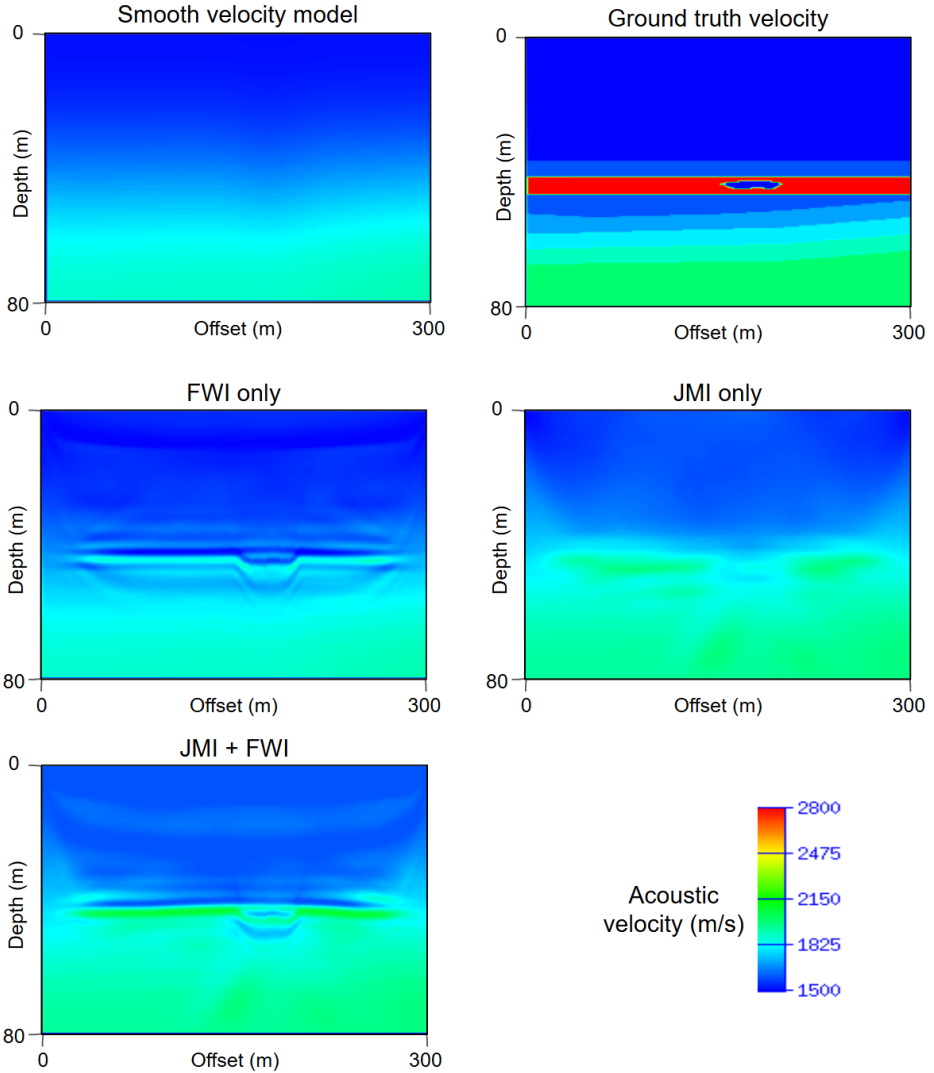 Smooth velocity model
0
Depth (m)
80
0
Offset (m)
300
Ground truth velocity
0
Depth (m)
80
0
Offset (m)
300
FWI only
0
Depth (m)
80
0
Offset (m)
300
JMI only
0
Depth (m)
80
0
Offset (m)
300
JMI + FWI
0
Depth (m)
80
0
Offset (m)
300
Acoustic
velocity (m/s)
2800
2475
2150
1825
1500